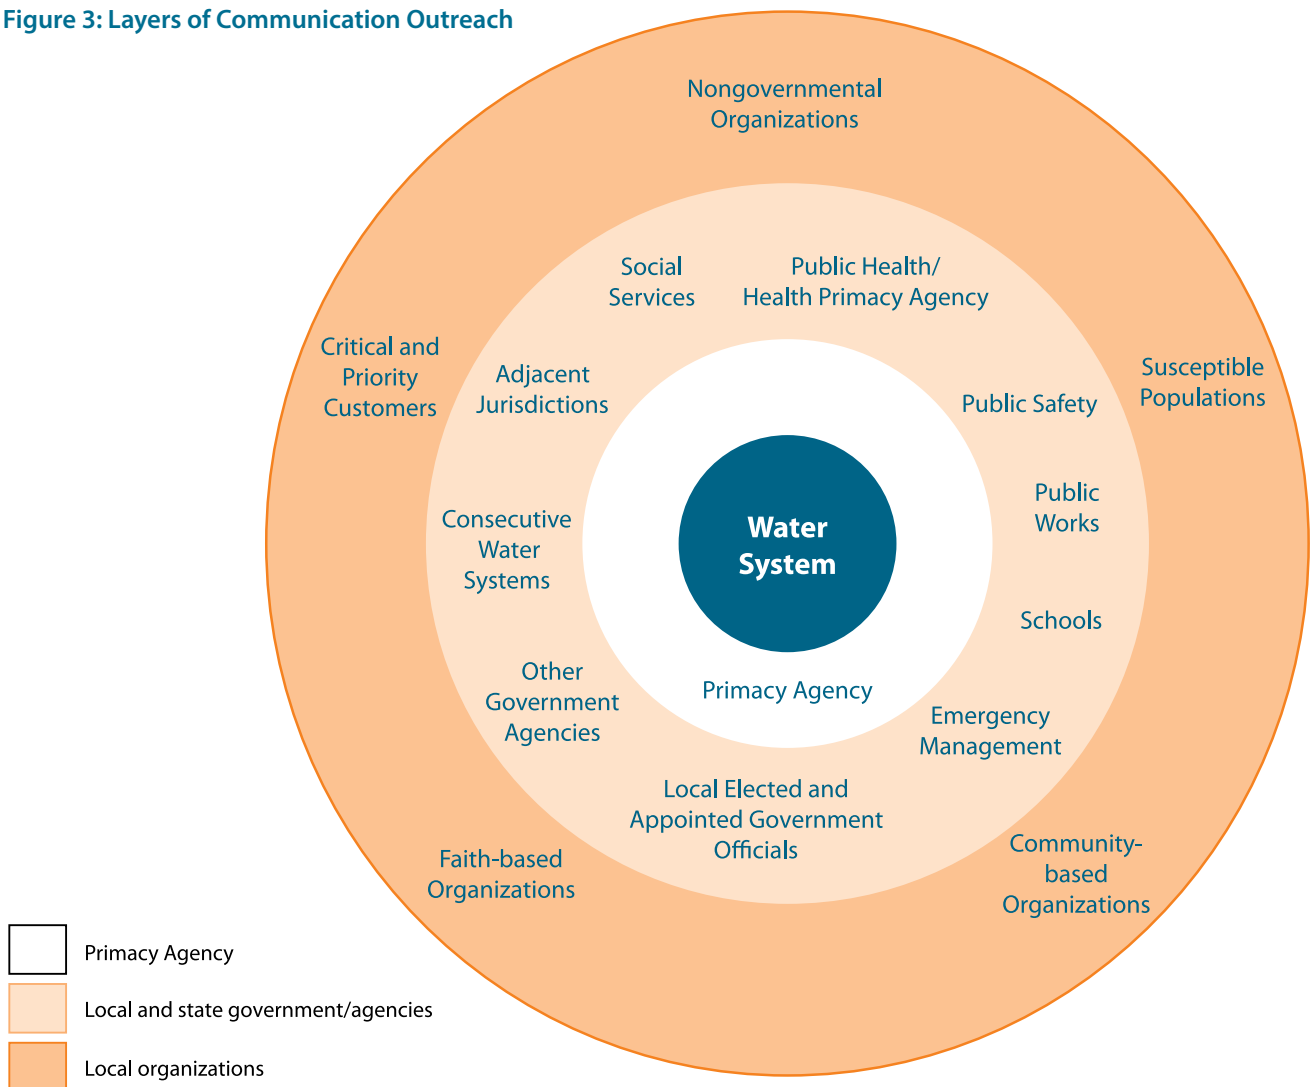 Figure 3: Layers of Communication Outreach
Nongovernmental
Organizations
Social
Services
Public Health/
Health Primacy Agency
Critical and
Priority
Customers
Adjacent
Jurisdictions
Public Safety
Susceptible
Populations
Consecutive
Water
Systems
Water
System
Public
Works
Schools
Other
Government
Agencies
Primacy Agency
Emergency
Management
Local Elected and
Appointed Government
Officials
Faith-based
Organizations
Community-
based
Organizations
Primacy Agency
Local and state government/agencies
Local organizations